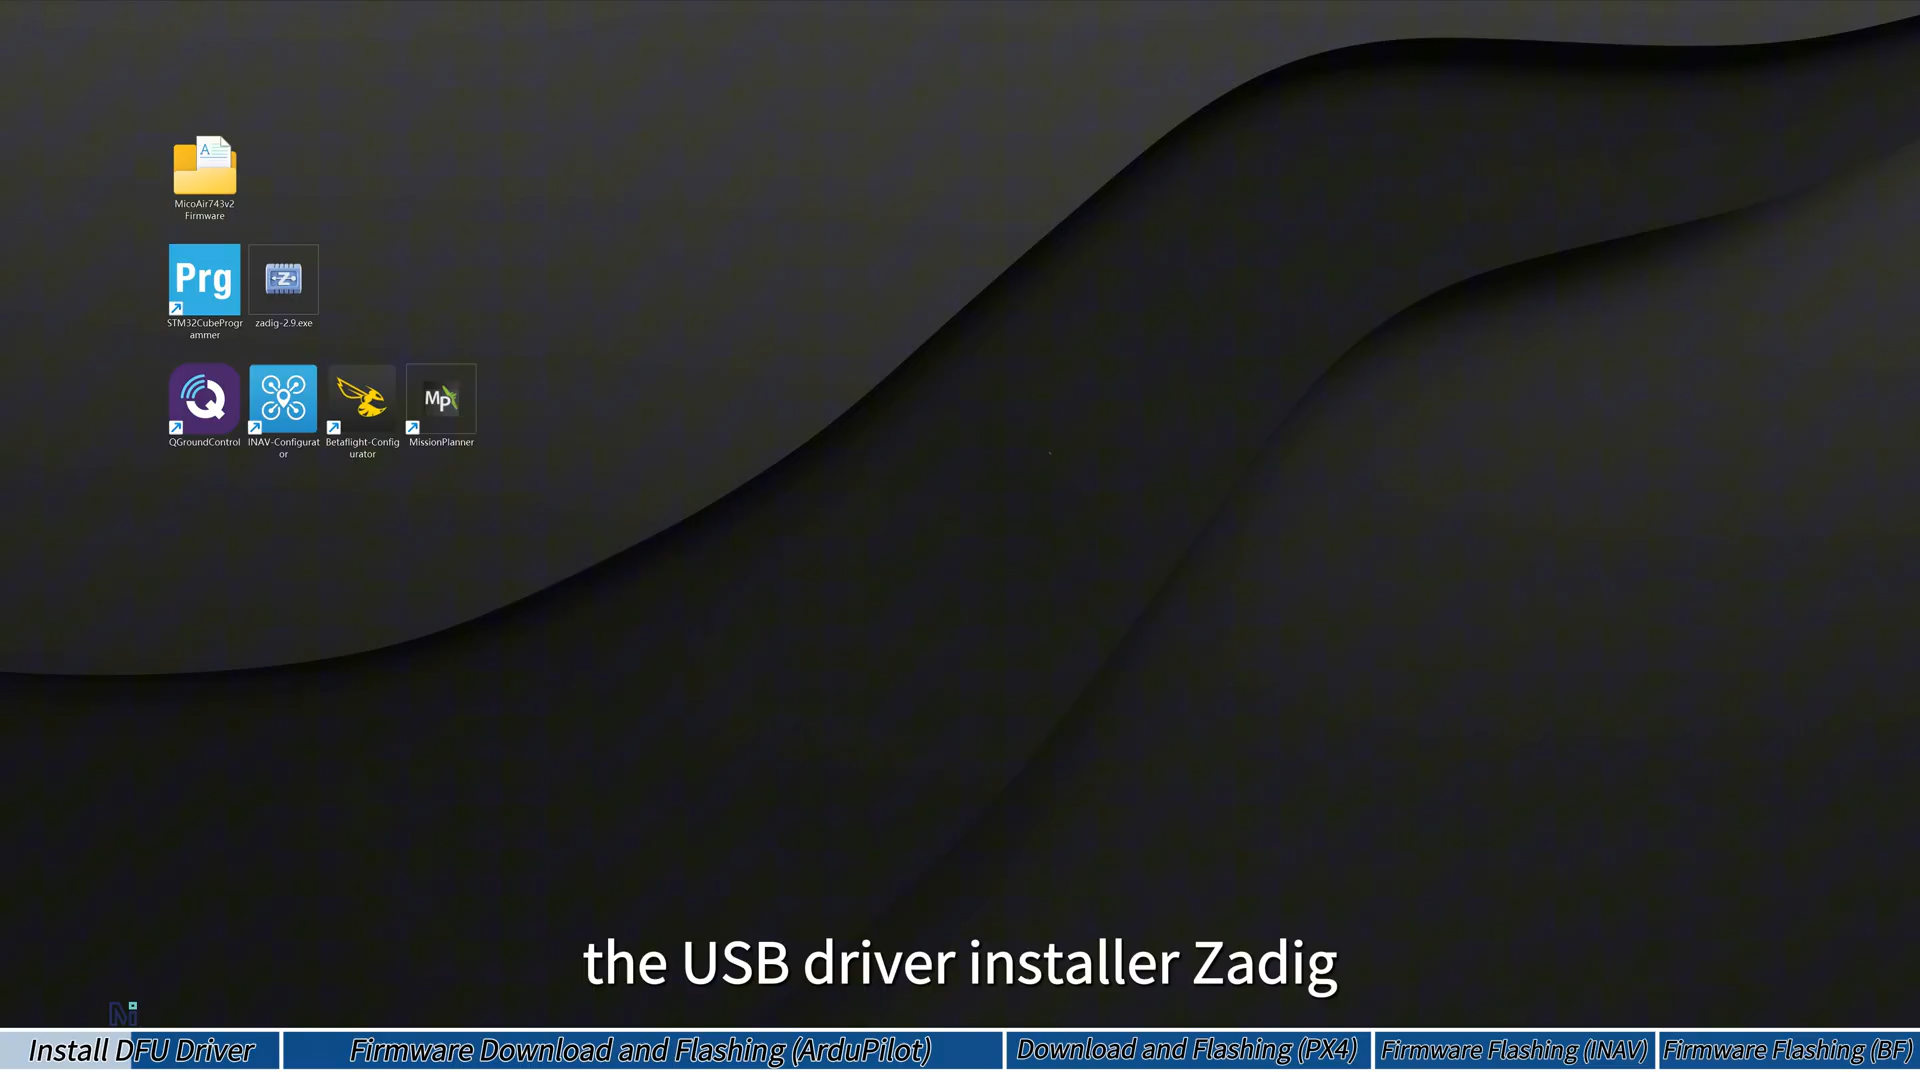 A
MicoAir743v2
Firmware
Prg
Z
STM32CubeProgr
ammer
zadig-2.9.exe
Mp
QGroundControl
INAV-Configurat
or
Betaflight-Config
urator
MissionPlanner
the USB driver installer Zadig
Install DFU Driver
Firmware Download and Flashing (ArduPilot)
Download and Flashing (PX4)
Firmware Flashing (INAV)
Firmware Flashing (BF)